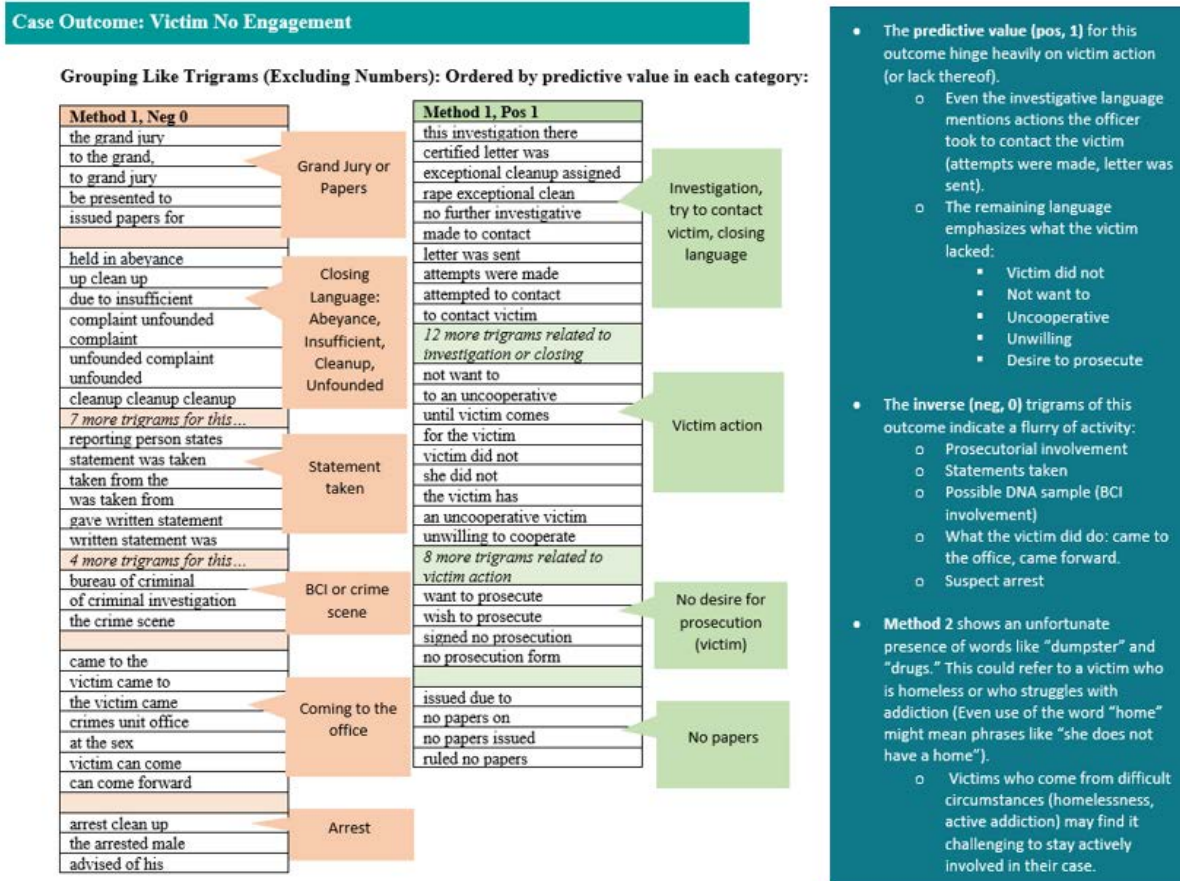 Case Outcome: Victim No Engagement
Grouping Like Trigrams (Excluding Numbers): Ordered by predictive value in each category:
Method 1, Neg 0
the grand jury
to the grand,
to grand jury
be presented to
issued papers for
Grand Jury or
Papers
held in abeyance
up clean up
due to insufficient
complaint unfounded
complaint
unfounded complaint
unfounded
cleanup cleanup cleanup
7 more trigrams for this…
Closing
Language:
Abeyance,
Insufficient,
Cleanup,
Unfounded
reporting person states
statement was taken
taken from the
was taken from
gave written statement
written statement was
4 more trigrams for this…
Statement
taken
bureau of criminal
of criminal investigation
the crime scene
BCI or crime
scene
came to the
victim came to
the victim came
crimes unit office
at the sex
victim can come
can come forward
Coming to the
office
arrest clean up
the arrested male
advised of his
Arrest
Method 1, Pos 1
this investigation there
certified letter was
exceptional cleanup assigned
rape exceptional clean
no further investigative
made to contact
letter was sent
attempts were made
attempted to contact
to contact victim
12 more trigrams related to
investigation or closing
Investigation,
try to contact
victim, closing
language
not want to
to an uncooperative
until victim comes
for the victim
victim did not
she did not
the victim has
an uncooperative victim
unwilling to cooperate
8 more trigrams related to
victim action
Victim action
want to prosecute
wish to prosecute
signed no prosecution
no prosecution form
No desire for
prosecution
(victim)
issued due to
no papers on
no papers issued
ruled no papers
No papers
• The predictive value (pos, 1) for this
outcome hinge heavily on victim action
(or lack thereof).
o Even the investigative language
mentions actions the officer
took to contact the victim
(attempts were made, letter was
sent).
o The remaining language
emphasizes what the victim
lacked:
▪ Victim did not
▪ Not want to
▪ Uncooperative
▪ Unwilling
▪ Desire to prosecute
• The inverse (neg, 0) trigrams of this
outcome indicate a flurry of activity:
o Prosecutorial involvement
o Statements taken
o Possible DNA sample (BCI
involvement)
o What the victim did do: came to
the office, came forward.
o Suspect arrest
• Method 2 shows an unfortunate
presence of words like “dumpster” and
“drugs.” This could refer to a victim who
is homeless or who struggles with
addiction (Even use of the word “home”
might mean phrases like “she does not
have a home”).
o Victims who come from difficult
circumstances (homelessness,
active addiction) may find it
challenging to stay actively
involved in their case.